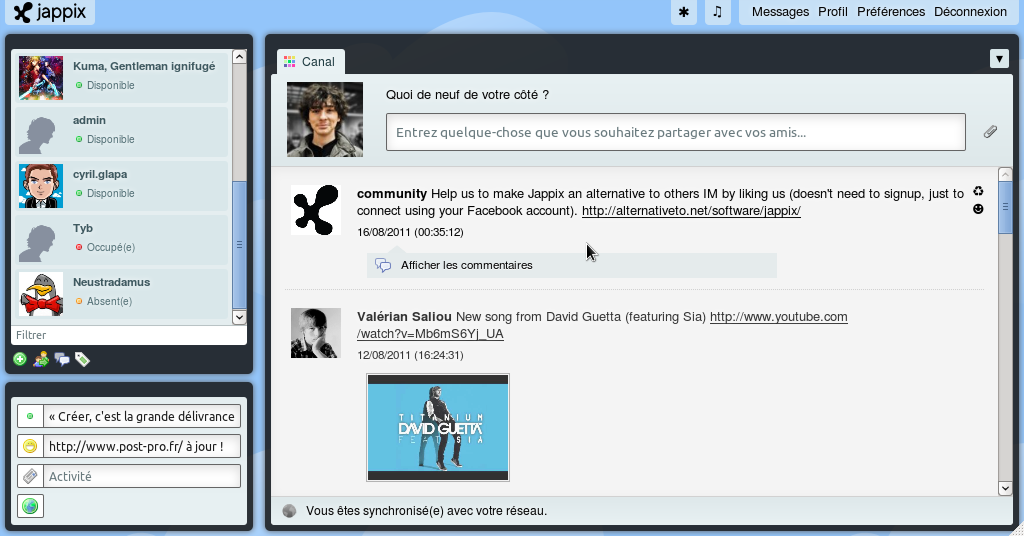 jappix
Messages Profil Préférences Déconnexion
Kuma, Gentleman ignifugé
Disponible
admin
Disponible
cyril.glapa
Disponible
Tyb
Occupé(e)
Neustradamus
Absent(e)
Filtrer
« Créer, c'est la grande délivrance
http://www.post-pro.fr/ à jour !
Activité
Canal
Quoi de neuf de votre côté ?
Entrez quelque-chose que vous souhaitez partager avec vos amis...
community Help us to make Jappix an alternative to others IM by liking us (doesn't need to signup, just to
connect using your Facebook account). http://alternativeto.net/software/jappix/
16/08/2011 (00:35:12)
Afficher les commentaires
Valérian Saliou New song from David Guetta (featuring Sia) http://www.youtube.com
/watch?v=Mb6mS6Yj_UA
12/08/2011 (16:24:31)
TITANIUM
DAVID GUETTA
FEAT SIA
Vous êtes synchronisé(e) avec votre réseau.